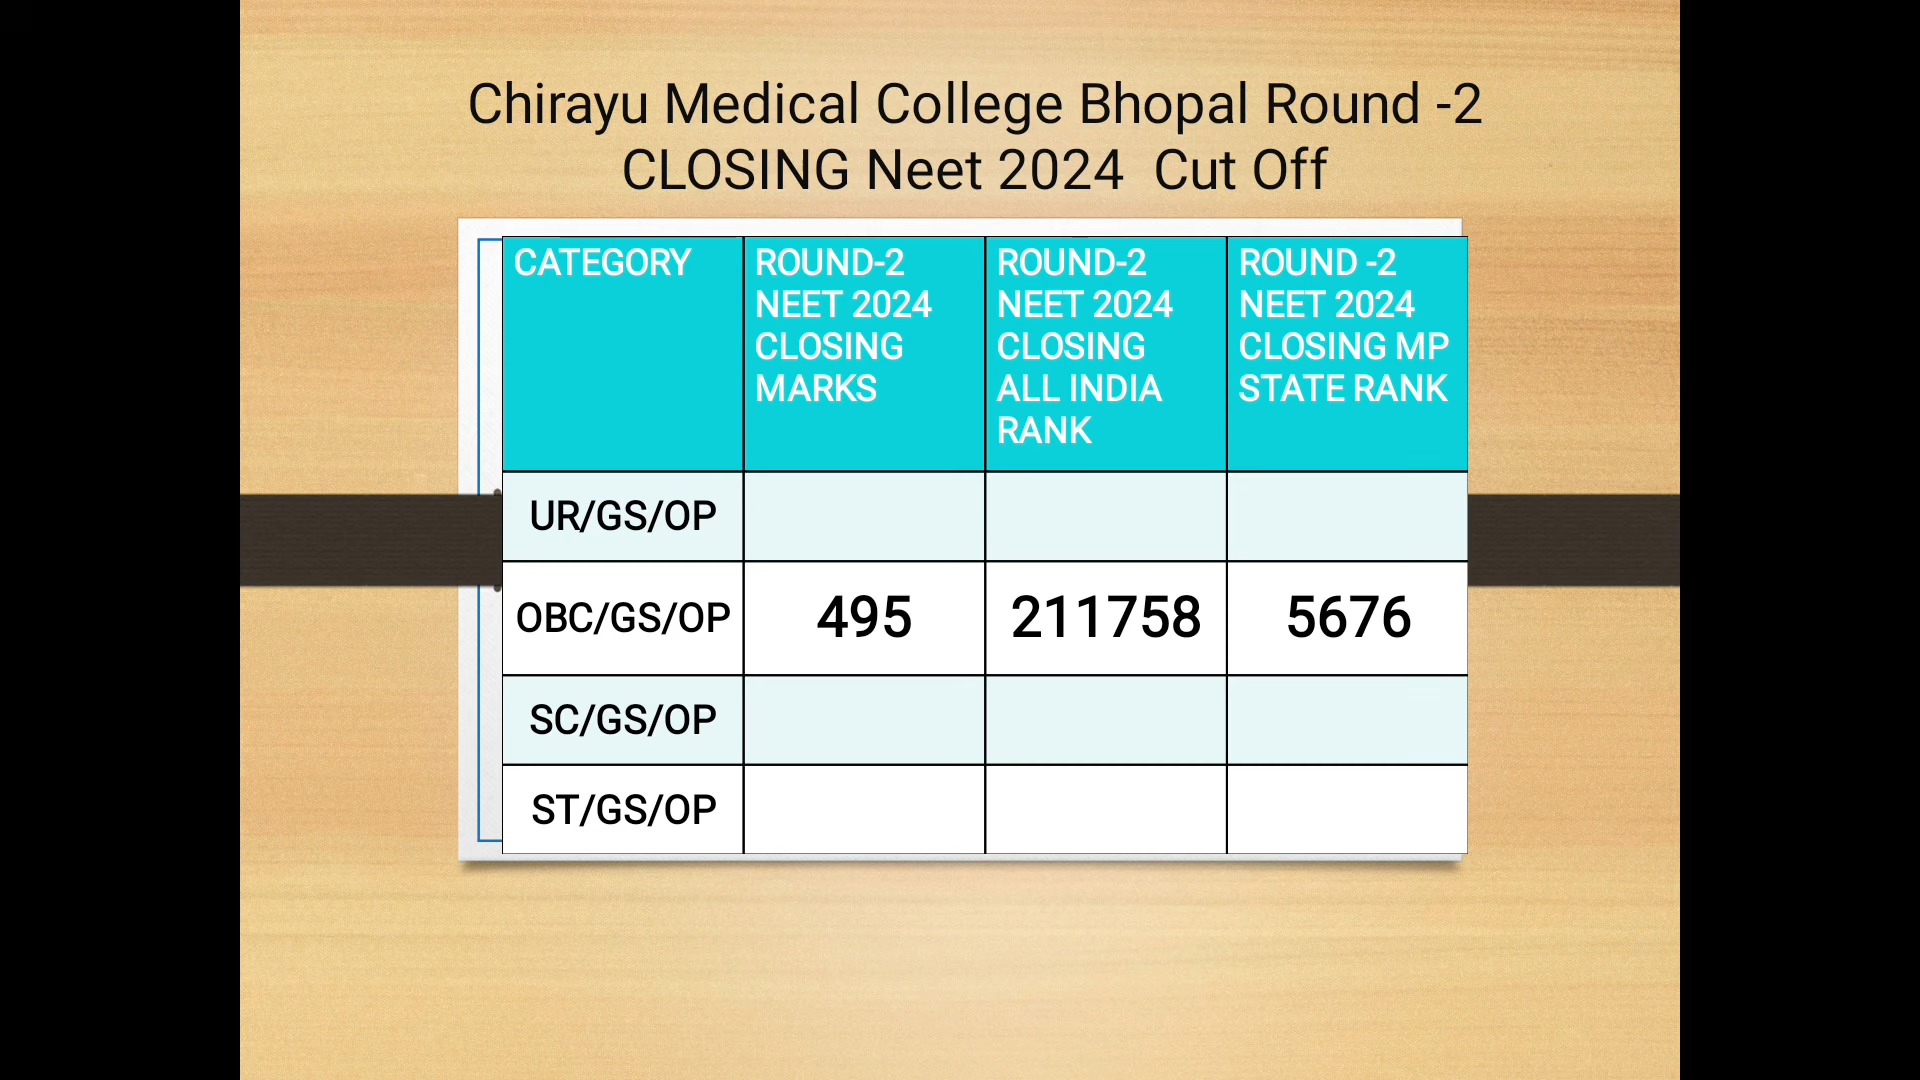 Chirayu Medical College Bhopal Round -2
CLOSING Neet 2024 Cut Off
CATEGORY
ROUND-2
NEET 2024
CLOSING
MARKS
ROUND-2
NEET 2024
CLOSING
ALL INDIA
RANK
ROUND -2
NEET 2024
CLOSING MP
STATE RANK
UR/GS/OP
OBC/GS/OP 495 211758 5676
SC/GS/OP
ST/GS/OP